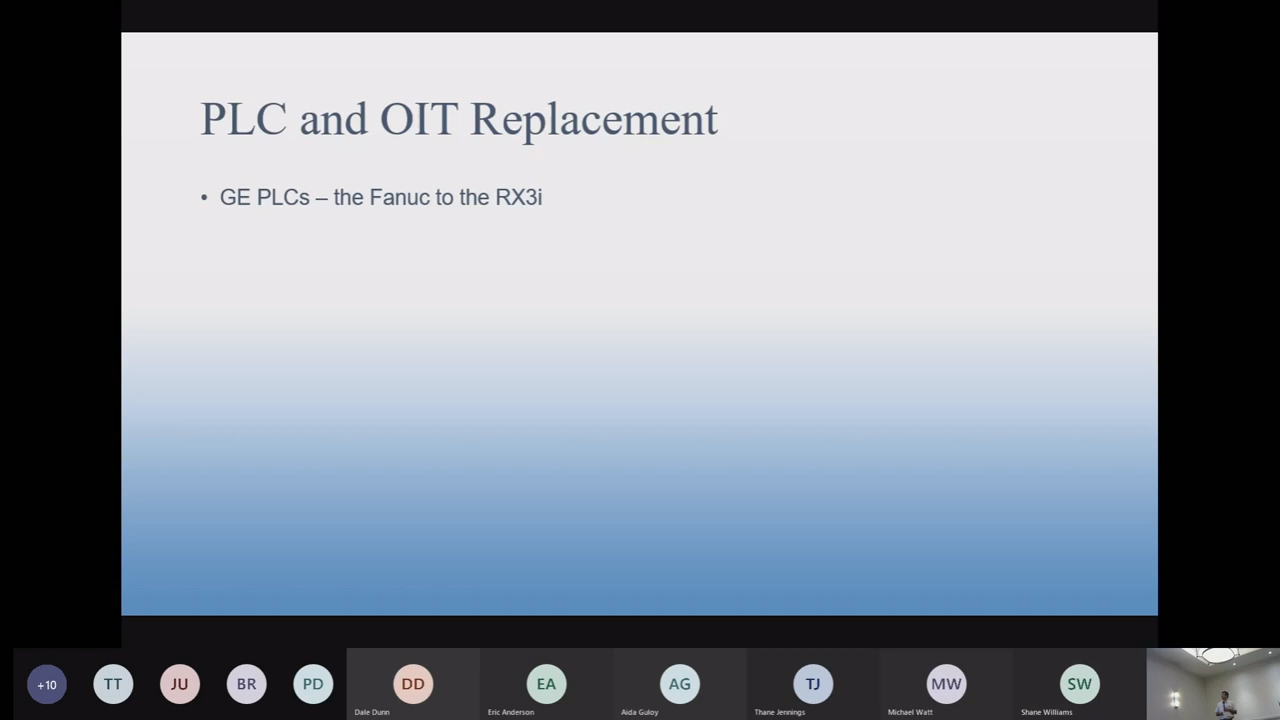 PLC and OIT Replacement
• GE PLCs – the Fanuc to the RX3i
+10
TT
JU
BR
PD
DD
EA
AG
TJ
MW
SW
Dale Dunn
Eric Anderson
Aida Guloy
Thane Jennings
Michael Watt
Shane Williams